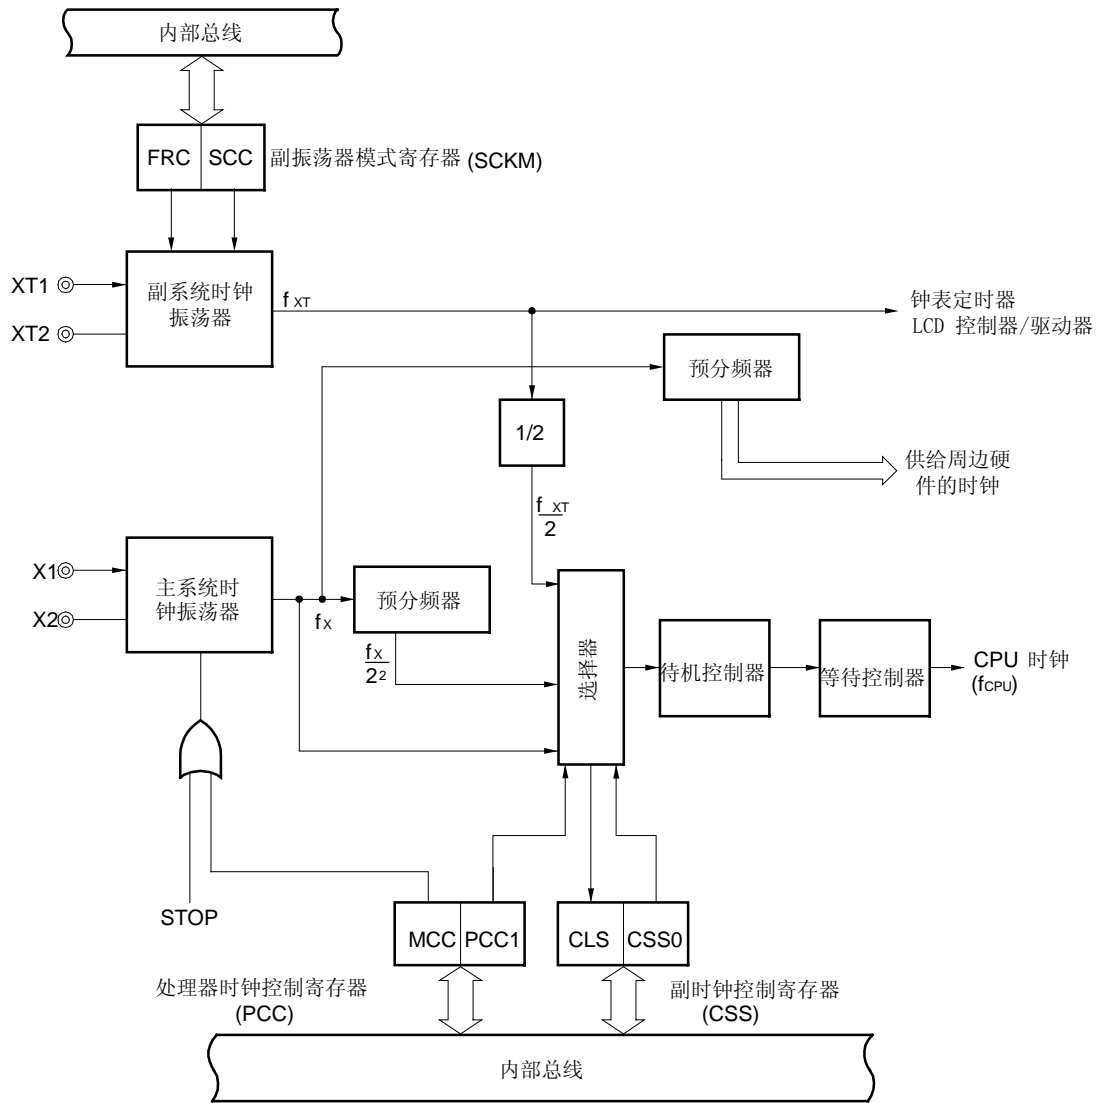 内部总线
FRC SCC 副振荡器模式寄存器 (SCKM)
XT1
XT2
副系统时钟
振荡器
fXT
钟表定时器
LCD 控制器/驱动器
预分频器
1/2
供给周边硬
件的时钟
fXT
2
X1
X2
主系统时
钟振荡器
fX
预分频器
fX
2²
选择器
待机控制器
等待控制器
CPU 时钟
(fCPU)
STOP
MCC PCC1
CLS CSS0
处理器时钟控制寄存器
(PCC)
副时钟控制寄存器
(CSS)
内部总线